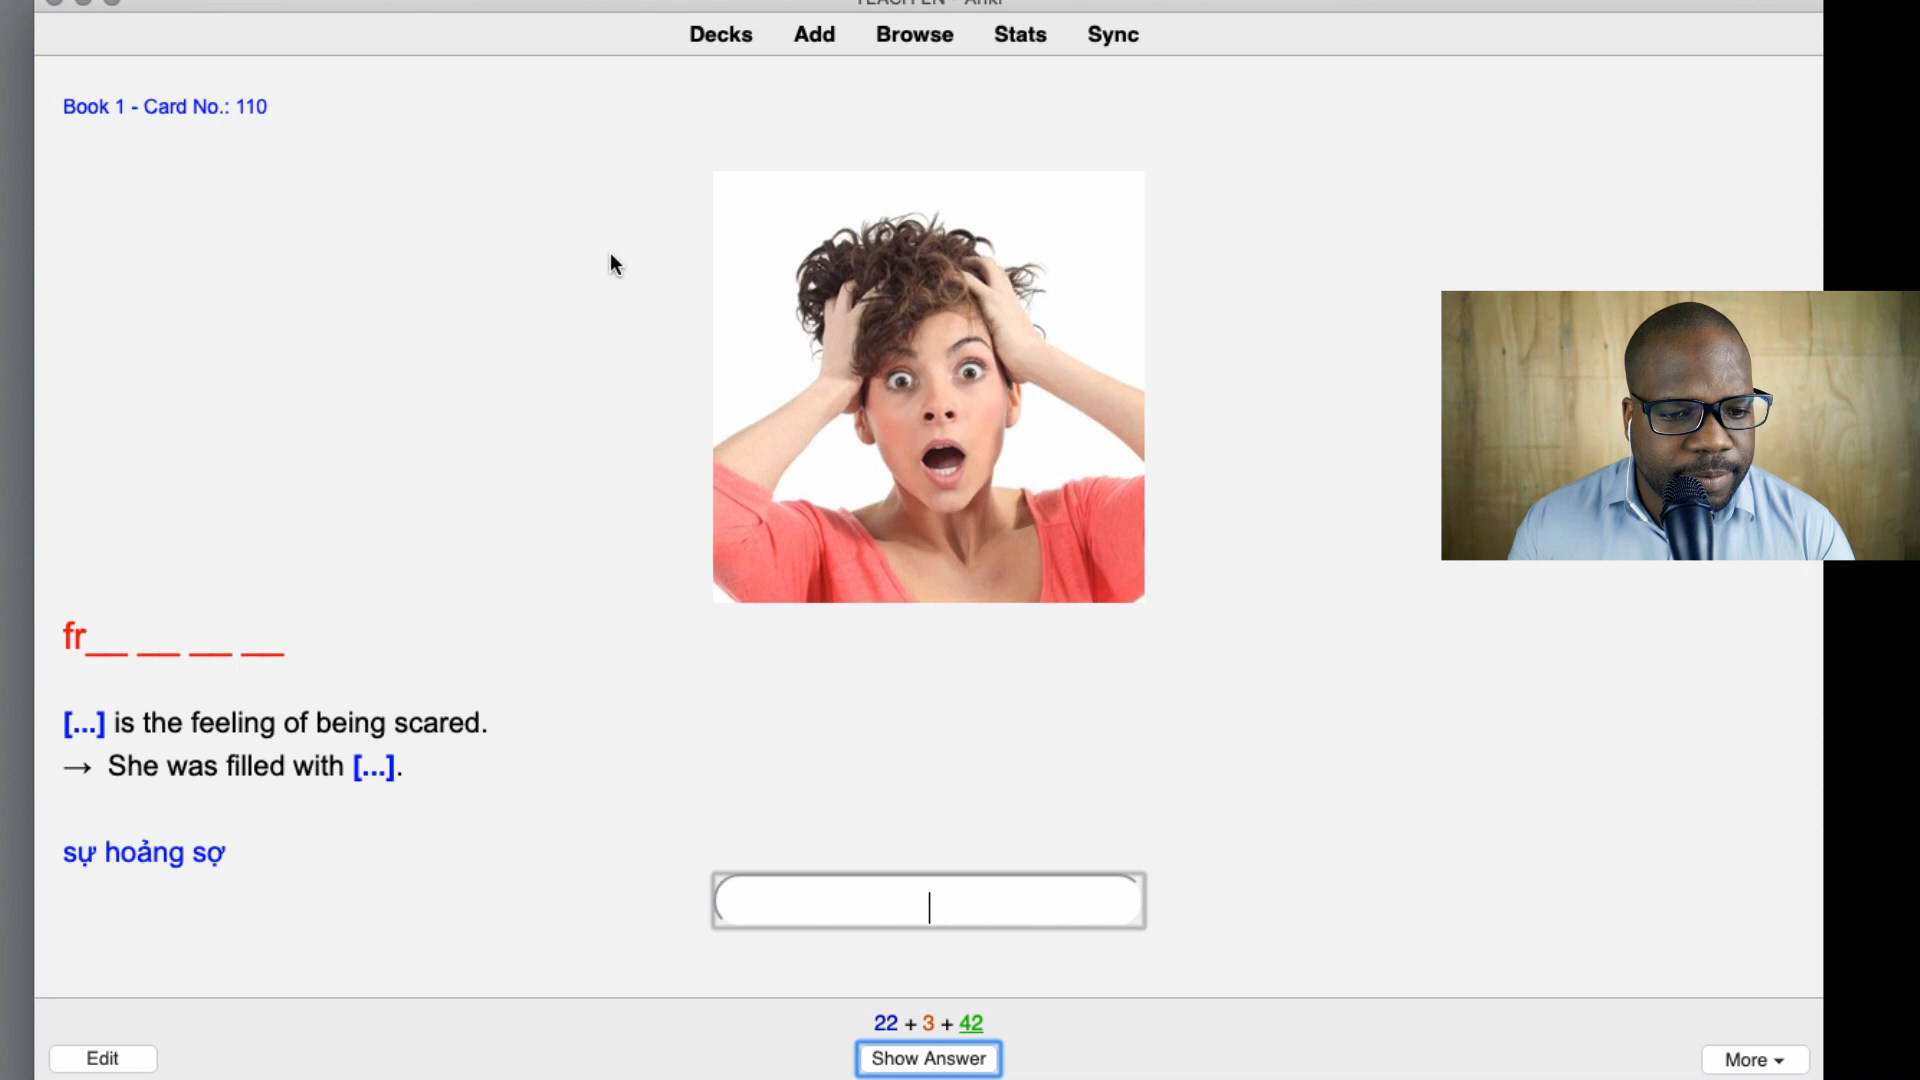 Decks Add Browse Stats Sync
Book 1 - Card No.: 110
fr__ __ __ __
[...] is the feeling of being scared.
→ She was filled with [...].
sự hoảng sợ
22 + 3 + 42
Edit Show Answer More